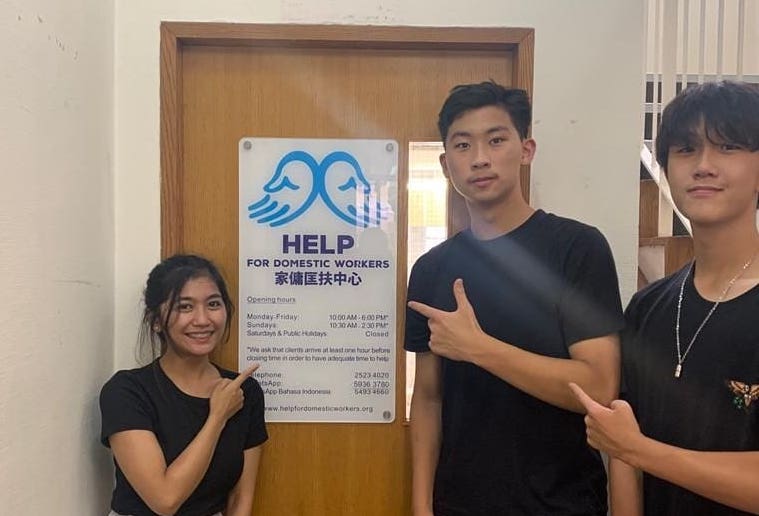 HELP
FOR DOMESTIC WORKERS
家傭匡扶中心
Opening hours
Monday-Friday: 10:00 AM - 6:00 PM*
Sundays: 10:30 AM - 2:30 PM*
Saturdays & Public Holidays: Closed
*We ask that clients arrive at least one hour before
closing time in order to have adequate time to help
elephone: 2523 4020
atsApp: 5936 3780
tsApp Bahasa Indonesia: 5493 4660
www.helpfordomesticworkers.org